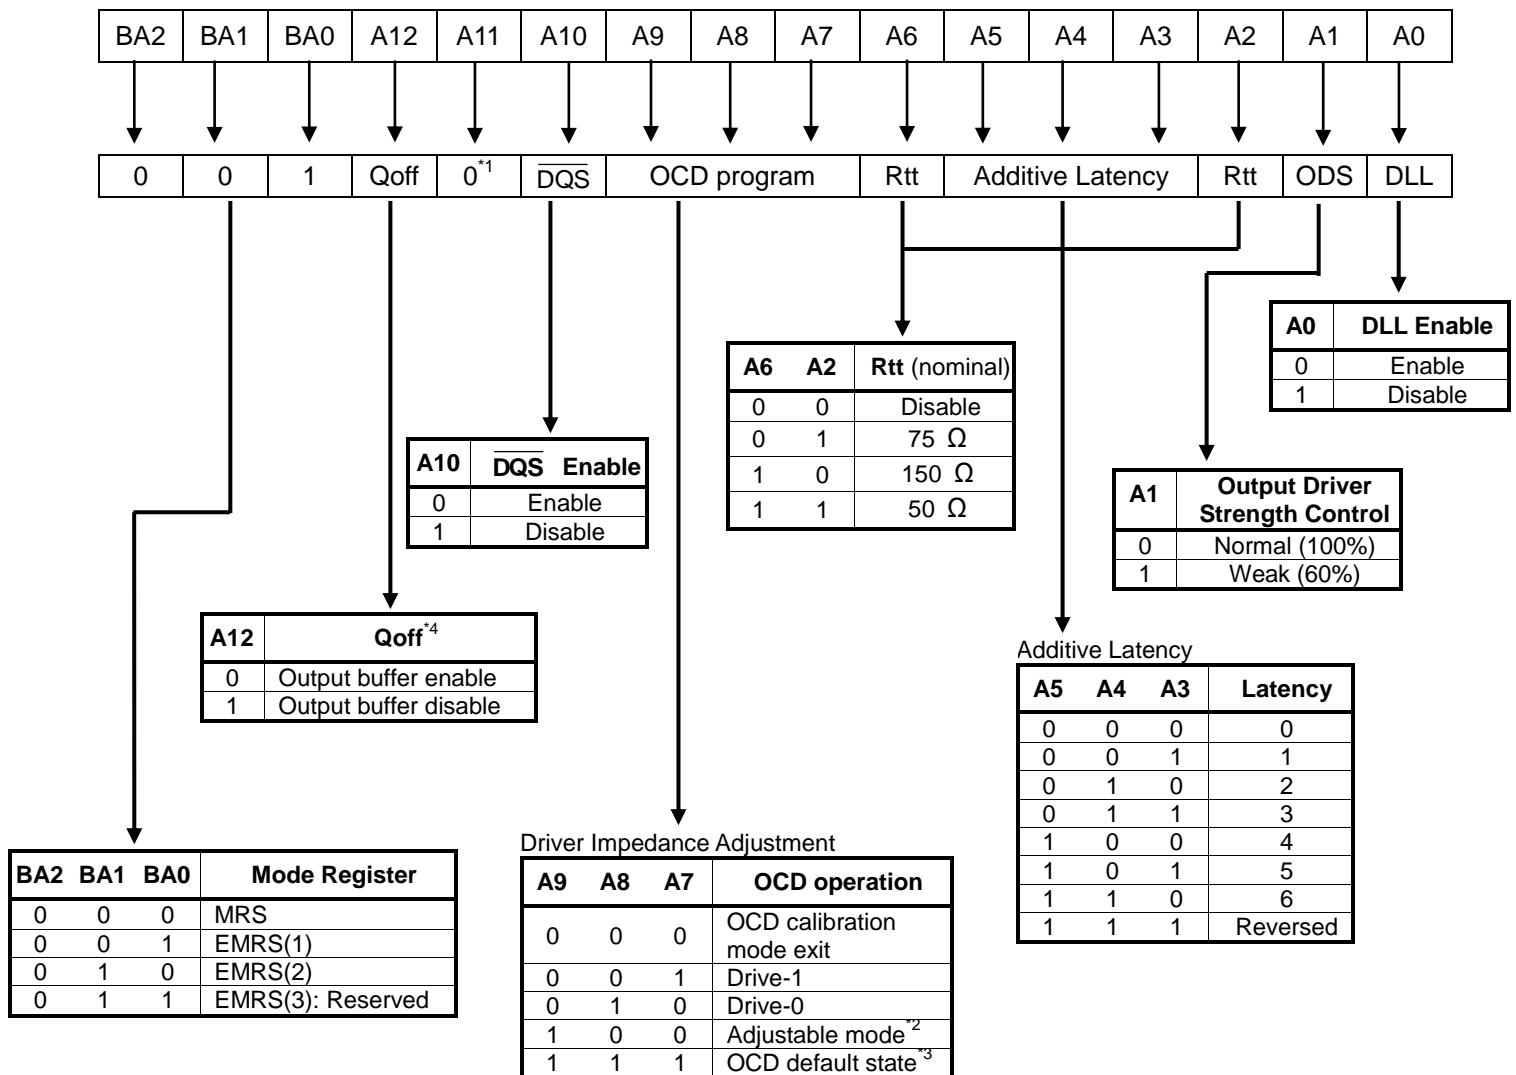 BA2 BA1 BA0 A12 A11 A10 A9 A8 A7 A6 A5 A4 A3 A2 A1 A0
0 0 1 Qoff 0*1 D̅Q̅S̅ OCD program Rtt Additive Latency Rtt ODS DLL
A0 DLL Enable
0 Enable
1 Disable
A6 A2 Rtt (nominal)
0 0 Disable
0 1 75 Ω
1 0 150 Ω
1 1 50 Ω
A10 D̅Q̅S̅ Enable
0 Enable
1 Disable
A1 Output Driver
Strength Control
0 Normal (100%)
1 Weak (60%)
A12 Qoff*4
0 Output buffer enable
1 Output buffer disable
Additive Latency
A5 A4 A3 Latency
0 0 0 0
0 0 1 1
0 1 0 2
0 1 1 3
1 0 0 4
1 0 1 5
1 1 0 6
1 1 1 Reversed
BA2 BA1 BA0 Mode Register
0 0 0 MRS
0 0 1 EMRS(1)
0 1 0 EMRS(2)
0 1 1 EMRS(3): Reserved
Driver Impedance Adjustment
A9 A8 A7 OCD operation
0 0 0 OCD calibration
mode exit
0 0 1 Drive-1
0 1 0 Drive-0
1 0 0 Adjustable mode*2
1 1 1 OCD default state*3